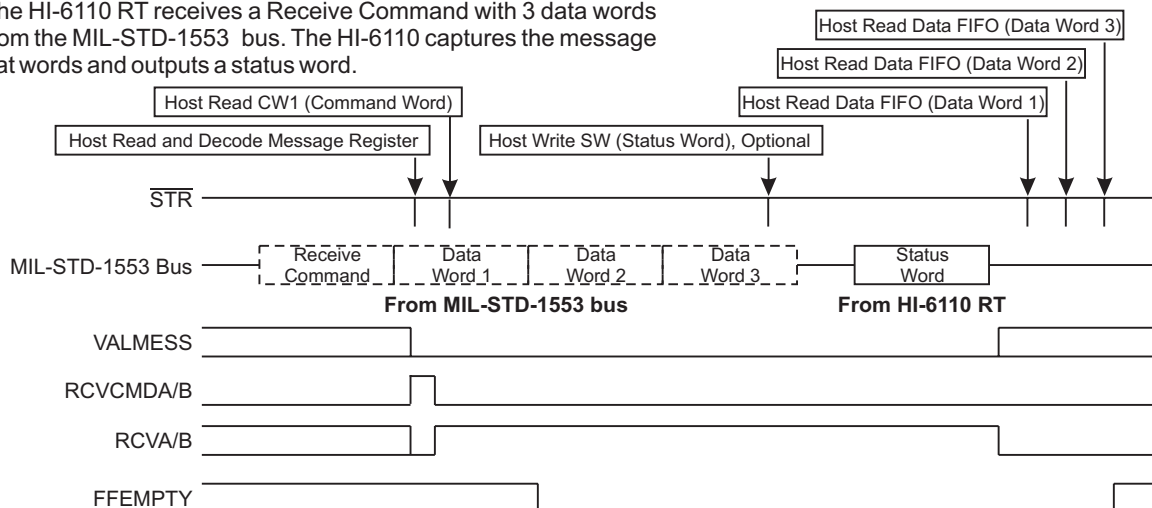 he HI-6110 RT receives a Receive Command with 3 data words
om the MIL-STD-1553 bus. The HI-6110 captures the message
at words and outputs a status word.
Host Read Data FIFO (Data Word 3)
Host Read Data FIFO (Data Word 2)
Host Read CW1 (Command Word)
Host Read Data FIFO (Data Word 1)
Host Read and Decode Message Register
Host Write SW (Status Word), Optional
STR
MIL-STD-1553 Bus
Receive
Command
Data
Word 1
Data
Word 2
Data
Word 3
Status
Word
From MIL-STD-1553 bus
From HI-6110 RT
VALMESS
RCVCMDA/B
RCVA/B
FFEMPTY